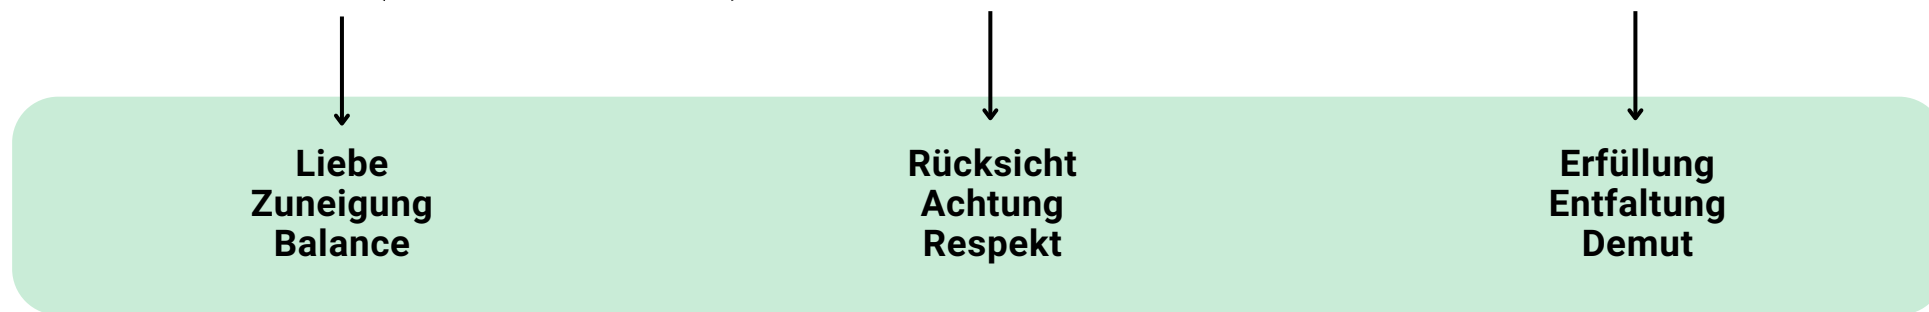 Liebe
Zuneigung
Balance
Rücksicht
Achtung
Respekt
Erfüllung
Entfaltung
Demut